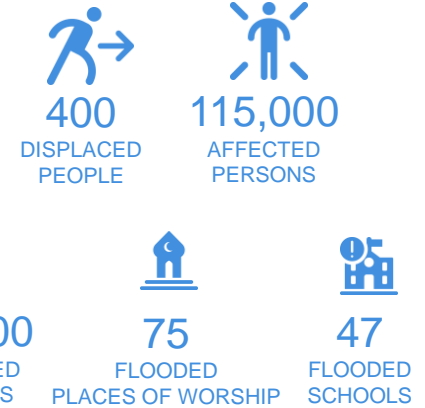 400
115,000
DISPLACED
PEOPLE
AFFECTED
PERSONS
75
47
FLOODED
PLACES OF WORSHIP
FLOODED
SCHOOLS